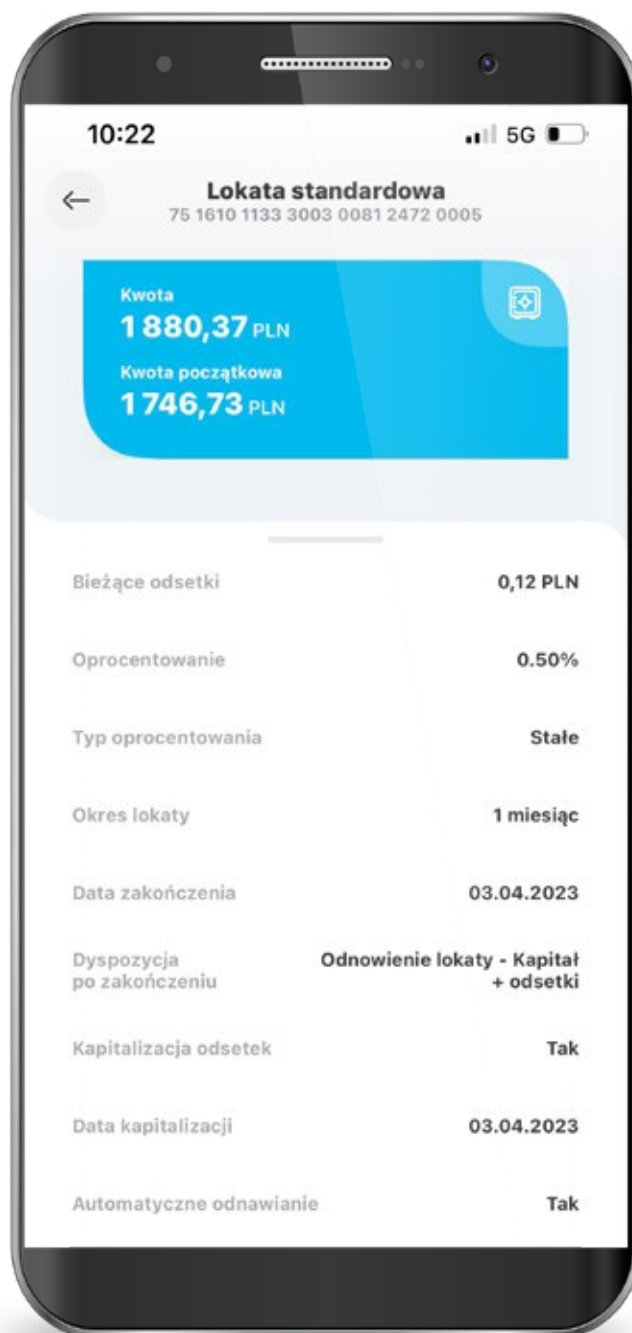 10:22
5G
Lokata standardowa
75 1610 1133 3003 0081 2472 0005
Kwota
1 880,37 PLN
Kwota początkowa
1 746,73 PLN
Bieżące odsetki 0,12 PLN
Oprocentowanie 0.50%
Typ oprocentowania Stałe
Okres lokaty 1 miesiąc
Data zakończenia 03.04.2023
Dyspozycja
po zakończeniu
Odnowienie lokaty - Kapitał
+ odsetki
Kapitalizacja odsetek Tak
Data kapitalizacji 03.04.2023
Automatyczne odnawianie Tak